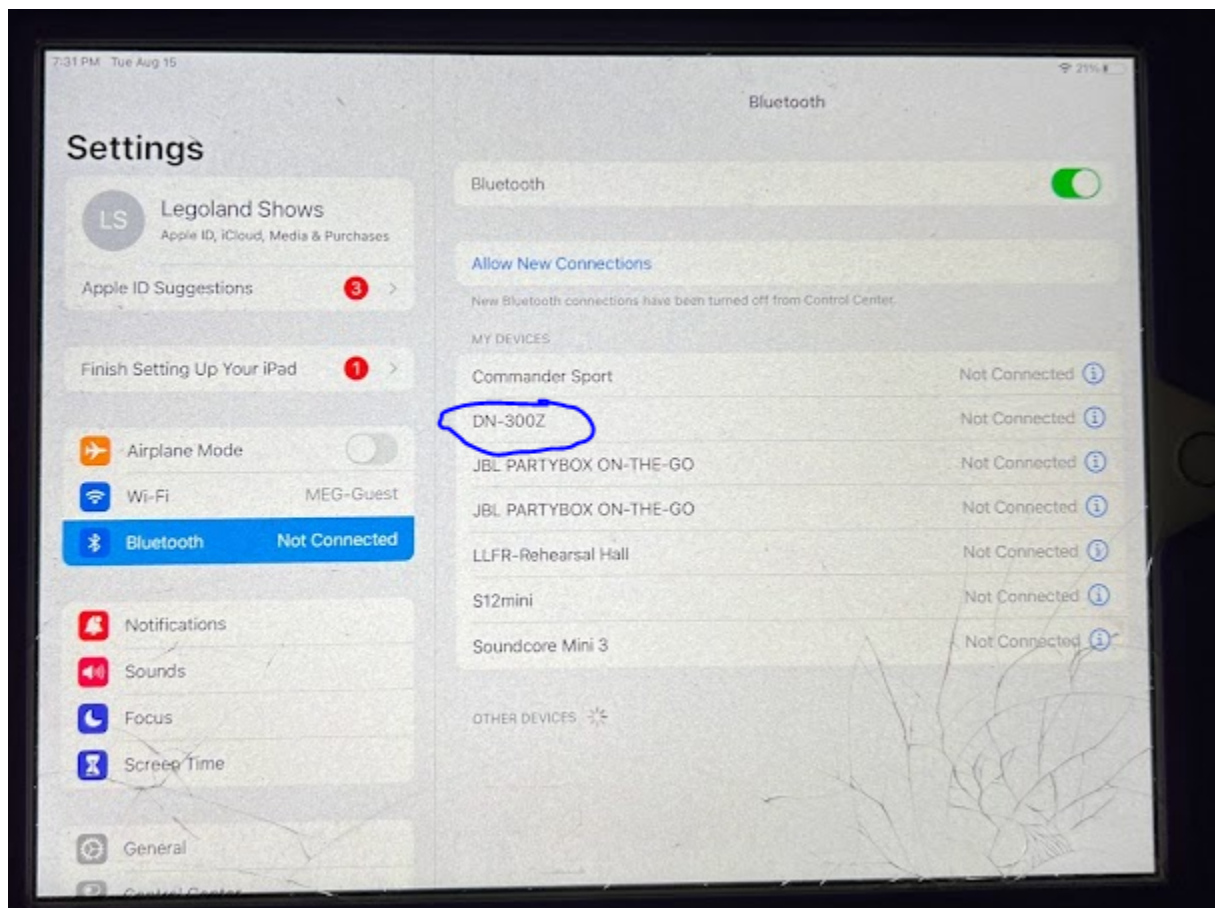 7:31 PM Tue Aug 15
21%
Bluetooth
Settings
LS
Legoland Shows
Apple ID, iCloud, Media & Purchases
Apple ID Suggestions
3
Finish Setting Up Your iPad
1
Airplane Mode
Wi-Fi
MEG-Guest
Bluetooth
Not Connected
Notifications
Sounds
Focus
Screen Time
General
Control Center
Bluetooth
Allow New Connections
New Bluetooth connections have been turned off from Control Center.
MY DEVICES
Commander Sport Not Connected
DN-300Z Not Connected
JBL PARTYBOX ON-THE-GO Not Connected
JBL PARTYBOX ON-THE-GO Not Connected
LLFR-Rehearsal Hall Not Connected
S12mini Not Connected
Soundcore Mini 3 Not Connected
OTHER DEVICES